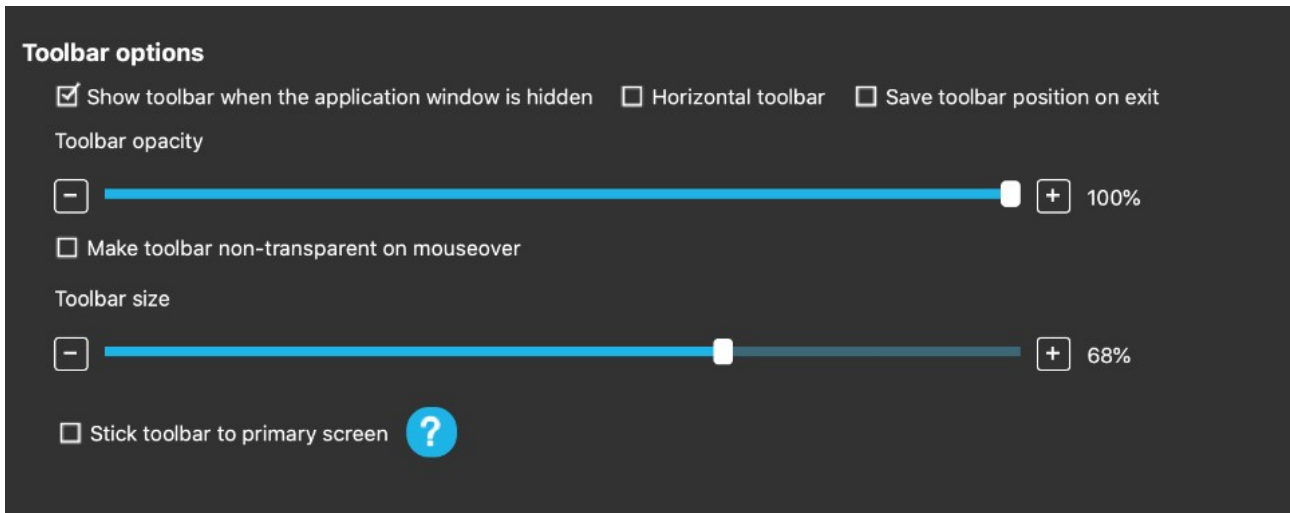 Toolbar options
Show toolbar when the application window is hidden Horizontal toolbar Save toolbar position on exit
Toolbar opacity
- + 100%
Make toolbar non-transparent on mouseover
Toolbar size
- + 68%
Stick toolbar to primary screen ?